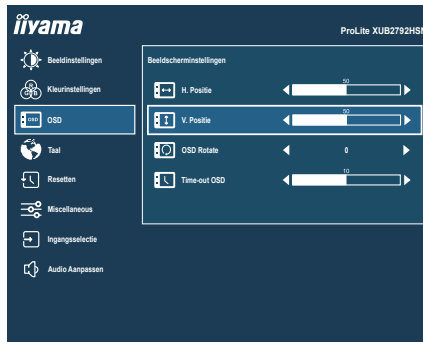 iiyama
ProLite XUB2792HSN
Beeldinstellingen
Beeldscherminstellingen
Kleurinstellingen
H. Positie
50
OSD
OSD
V. Positie
50
Taal
OSD Rotate
0
Resetten
Time-out OSD
10
Miscellaneous
Ingangsselectie
Audio Aanpassen